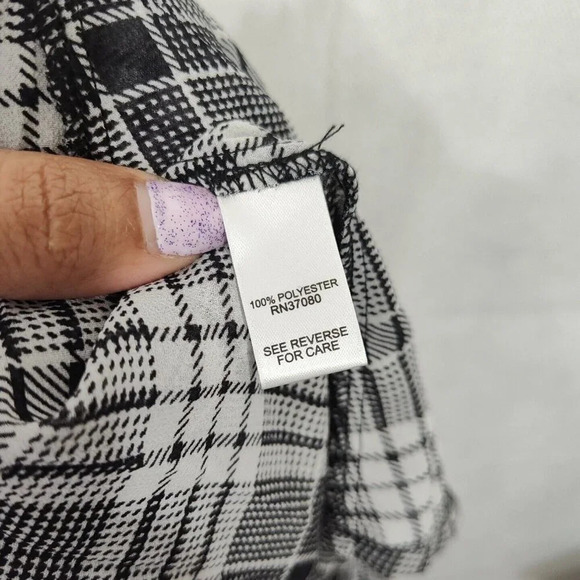 100% POLYESTER
RN37080
SEE REVERSE
FOR CARE